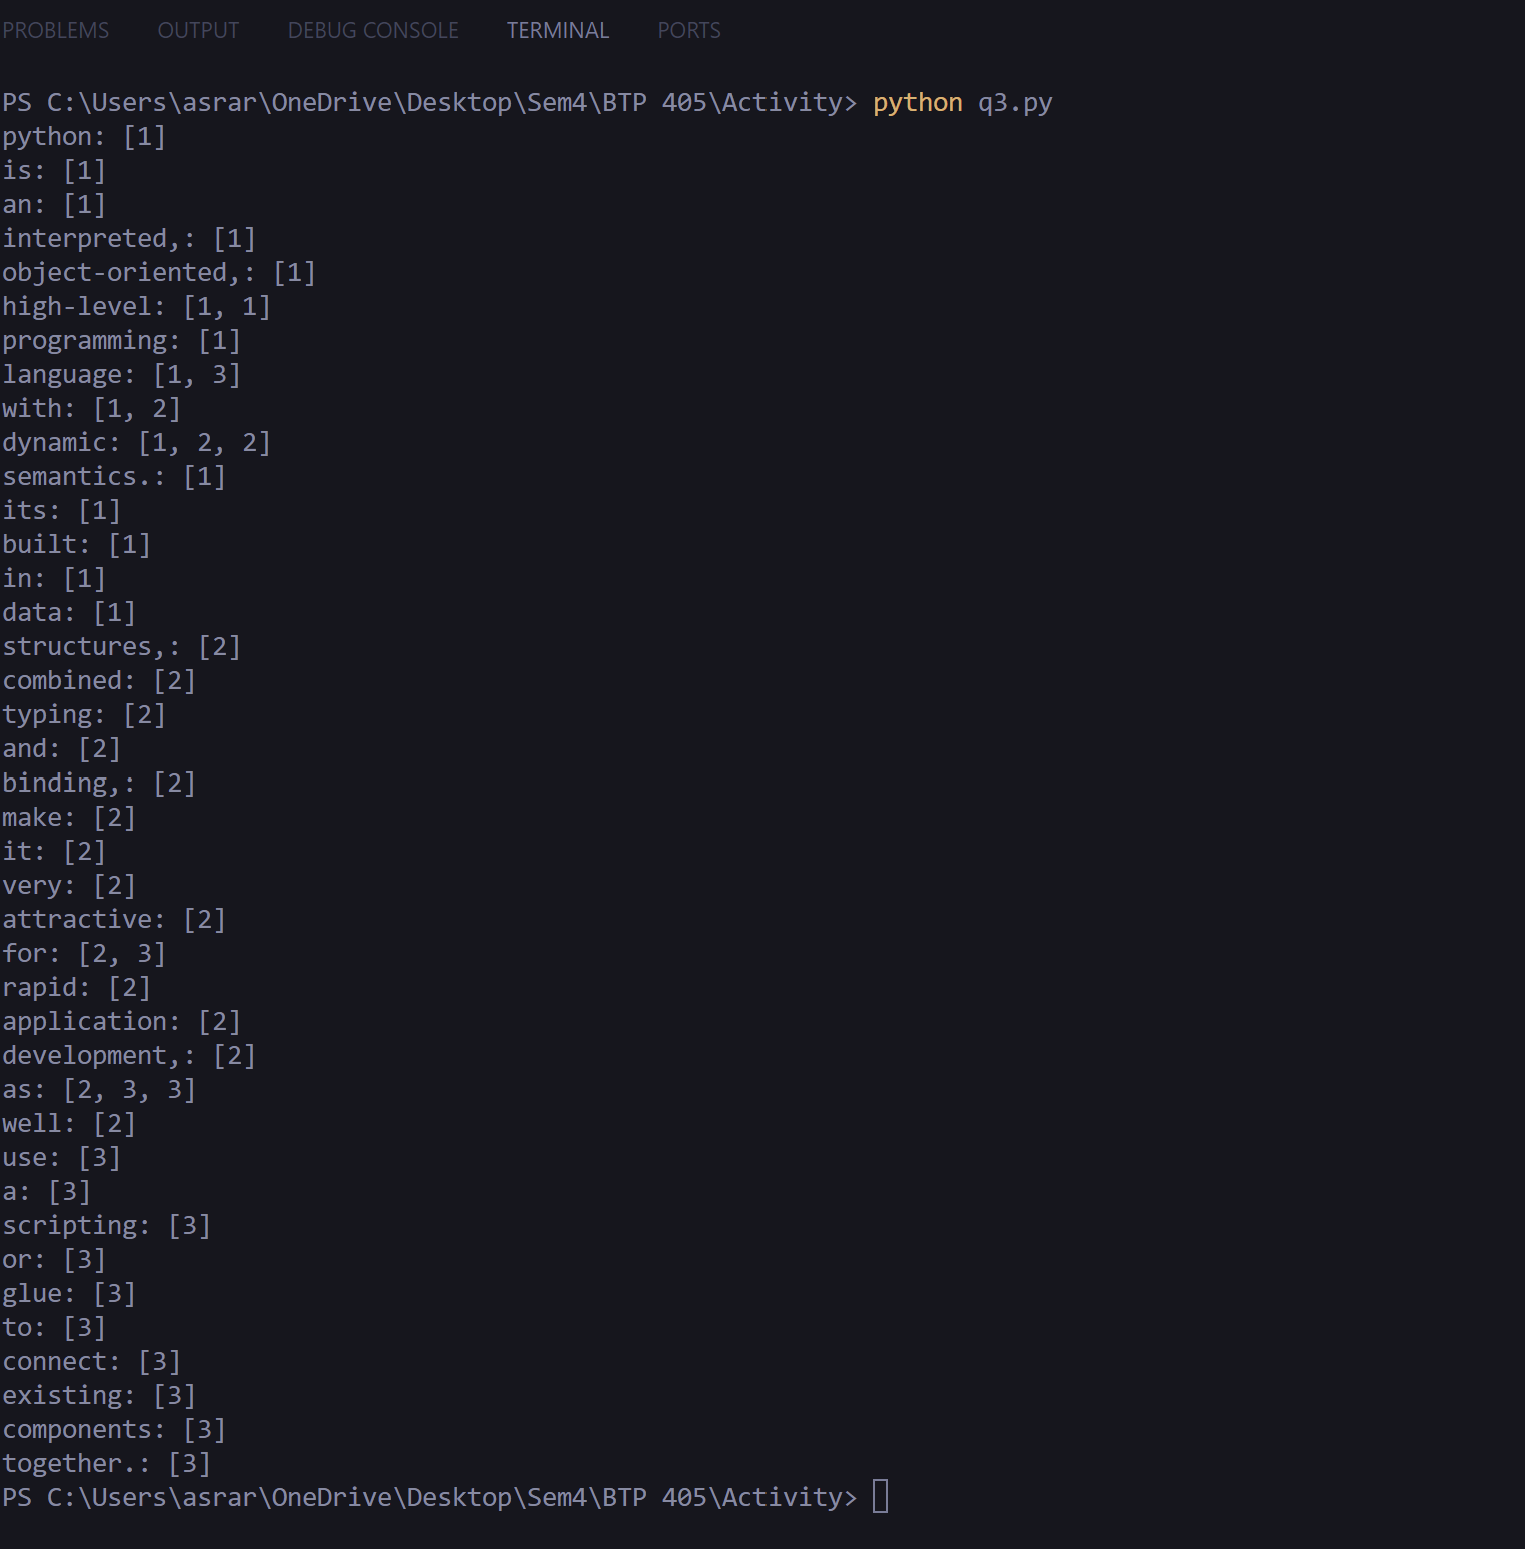 PROBLEMS OUTPUT DEBUG CONSOLE TERMINAL PORTS
PS C:\Users\asrar\OneDrive\Desktop\Sem4\BTP 405\Activity> python q3.py
python: [1]
is: [1]
an: [1]
interpreted,: [1]
object-oriented,: [1]
high-level: [1, 1]
programming: [1]
language: [1, 3]
with: [1, 2]
dynamic: [1, 2, 2]
semantics.: [1]
its: [1]
built: [1]
in: [1]
data: [1]
structures,: [2]
combined: [2]
typing: [2]
and: [2]
binding,: [2]
make: [2]
it: [2]
very: [2]
attractive: [2]
for: [2, 3]
rapid: [2]
application: [2]
development,: [2]
as: [2, 3, 3]
well: [2]
use: [3]
a: [3]
scripting: [3]
or: [3]
glue: [3]
to: [3]
connect: [3]
existing: [3]
components: [3]
together.: [3]
PS C:\Users\asrar\OneDrive\Desktop\Sem4\BTP 405\Activity>